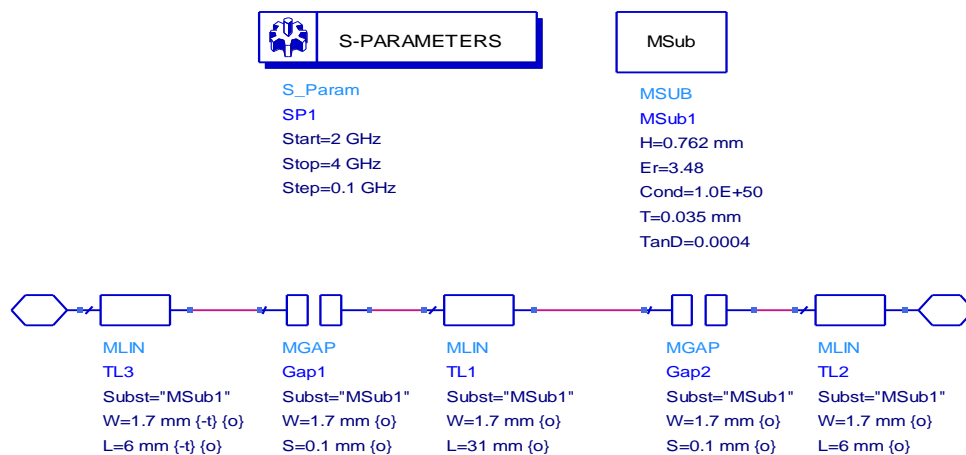 S-PARAMETERS
S_Param
SP1
Start=2 GHz
Stop=4 GHz
Step=0.1 GHz
MSub
MSUB
MSub1
H=0.762 mm
Er=3.48
Cond=1.0E+50
T=0.035 mm
TanD=0.0004
MLIN
TL3
Subst="MSub1"
W=1.7 mm {-t} {o}
L=6 mm {-t} {o}
MGAP
Gap1
Subst="MSub1"
W=1.7 mm {o}
S=0.1 mm {o}
MLIN
TL1
Subst="MSub1"
W=1.7 mm {o}
L=31 mm {o}
MGAP
Gap2
Subst="MSub1"
W=1.7 mm {o}
S=0.1 mm {o}
MLIN
TL2
Subst="MSub1"
W=1.7 mm {o}
L=6 mm {o}